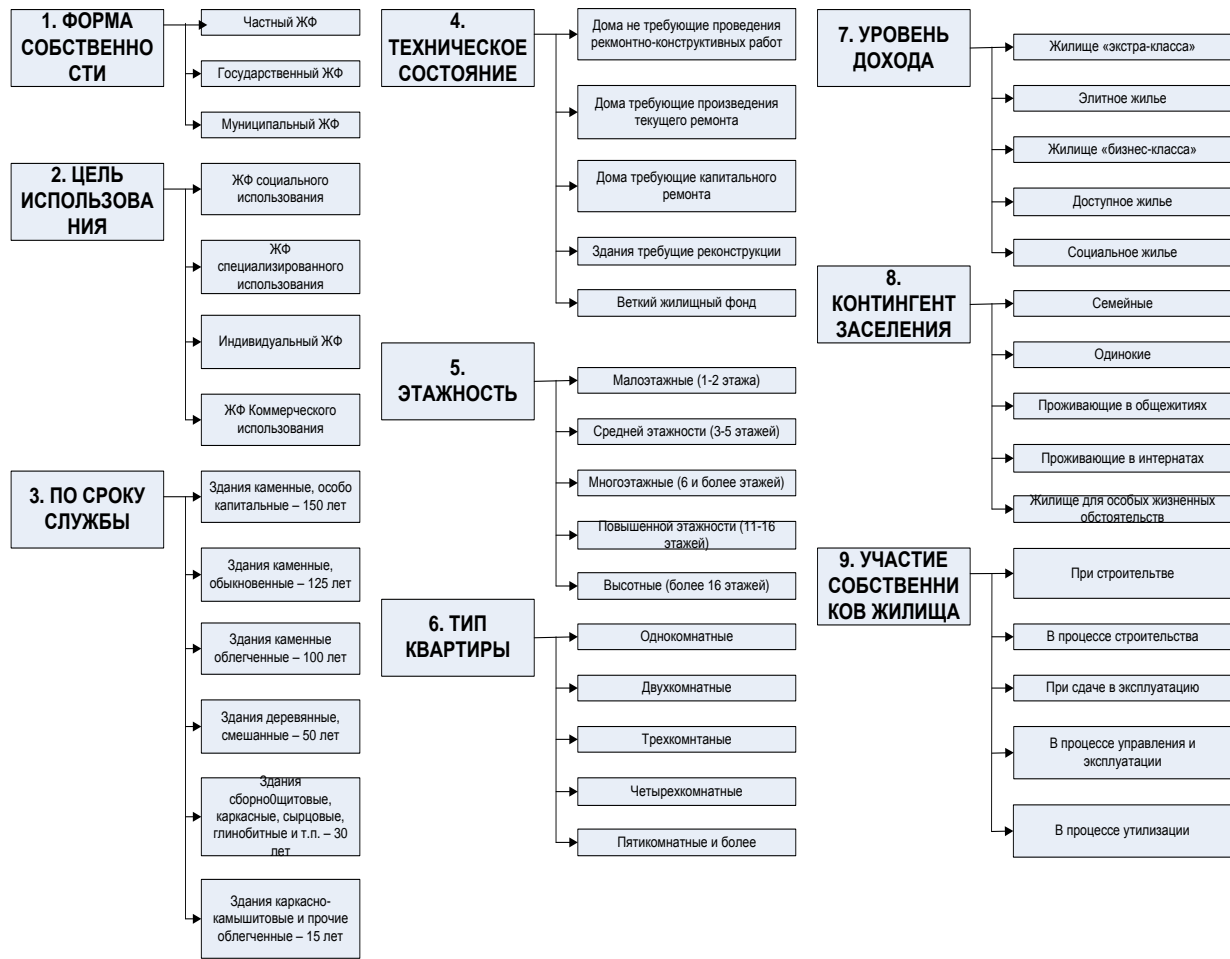 1. ФОРМА
СОБСТВЕННО
СТИ
Частный ЖФ
Государственный ЖФ
Муниципальный ЖФ
2. ЦЕЛЬ
ИСПОЛЬЗОВА
НИЯ
ЖФ социального
использования
ЖФ
специализированного
использования
Индивидуальный ЖФ
ЖФ Коммерческого
использования
3. ПО СРОКУ
СЛУЖБЫ
Здания каменные, особо
капитальные – 150 лет
Здания каменные,
обыкновенные – 125 лет
Здания каменные
облегченные – 100 лет
Здания деревянные,
смешанные – 50 лет
Здания
сборно0щитовые,
каркасные, сырцовые,
глинобитные и т.п. – 30
лет
Здания каркасно-
камышитовые и прочие
облегченные – 15 лет
4.
ТЕХНИЧЕСКОЕ
СОСТОЯНИЕ
Дома не требующие проведения
рекмонтно-конструктивных работ
Дома требующие произведения
текущего ремонта
Дома требующие капитального
ремонта
Здания требущие реконструкции
Веткий жилищный фонд
5.
ЭТАЖНОСТЬ
Малоэтажные (1-2 этажа)
Средней этажности (3-5 этажей)
Многоэтажные (6 и более этажей)
Повышенной этажности (11-16
этажей)
Высотные (более 16 этажей)
6. ТИП
КВАРТИРЫ
Однокомнатные
Двухкомнатные
Трехкомнтаные
Четырехкомнатные
Пятикомнатные и более
7. УРОВЕНЬ
ДОХОДА
Жилище «экстра-класса»
Элитное жилье
Жилище «бизнес-класса»
Доступное жилье
Социальное жилье
8.
КОНТИНГЕНТ
ЗАСЕЛЕНИЯ
Семейные
Одинокие
Проживающие в общежитиях
Проживающие в интернатах
Жилище для особых жизненных
обстоятельств
9. УЧАСТИЕ
СОБСТВЕННИ
КОВ ЖИЛИЩА
При строительтве
В процессе строительства
При сдаче в эксплуатацию
В процессе управления и
эксплуатации
В процессе утилизации